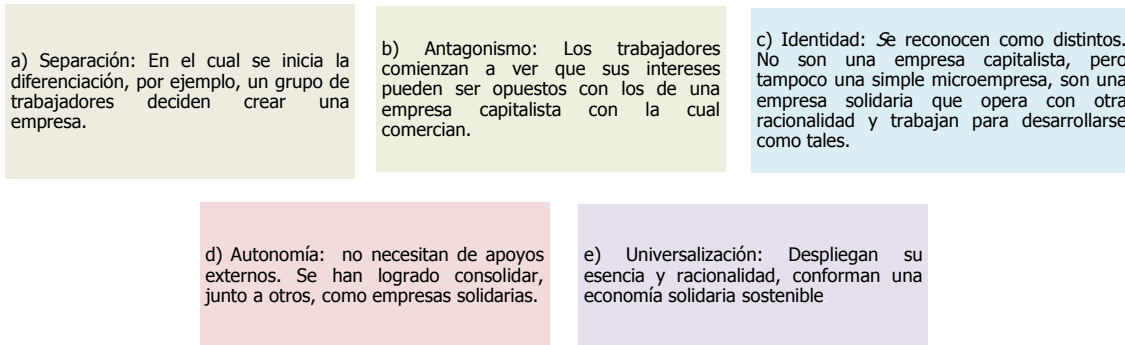 a) Separación: En el cual se inicia la
diferenciación, por ejemplo, un grupo de
trabajadores deciden crear una
empresa.
b) Antagonismo: Los trabajadores
comienzan a ver que sus intereses
pueden ser opuestos con los de una
empresa capitalista con la cual
comercian.
c) Identidad: Se reconocen como distintos.
No son una empresa capitalista, pero
tampoco una simple microempresa, son una
empresa solidaria que opera con otra
racionalidad y trabajan para desarrollarse
como tales.
d) Autonomía: no necesitan de apoyos
externos. Se han logrado consolidar,
junto a otros, como empresas solidarias.
e) Universalización: Despliegan su
esencia y racionalidad, conforman una
economía solidaria sostenible